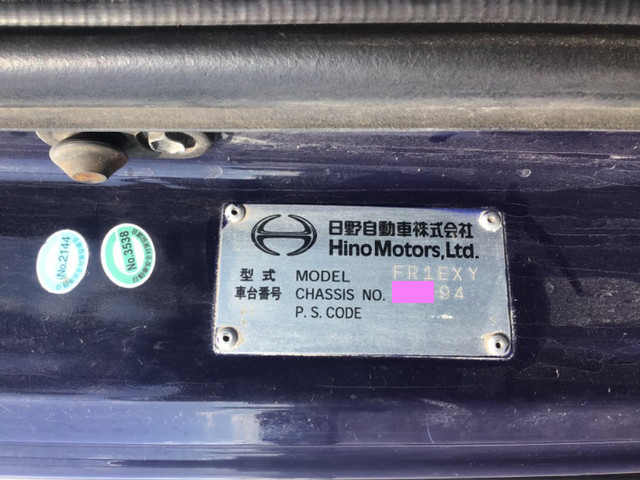 日野自動車株式会社
Hino Motors, Ltd.
型式 MODEL FR1EXY
車台番号 CHASSIS NO. 94
P. S. CODE
No.2144
No.3538